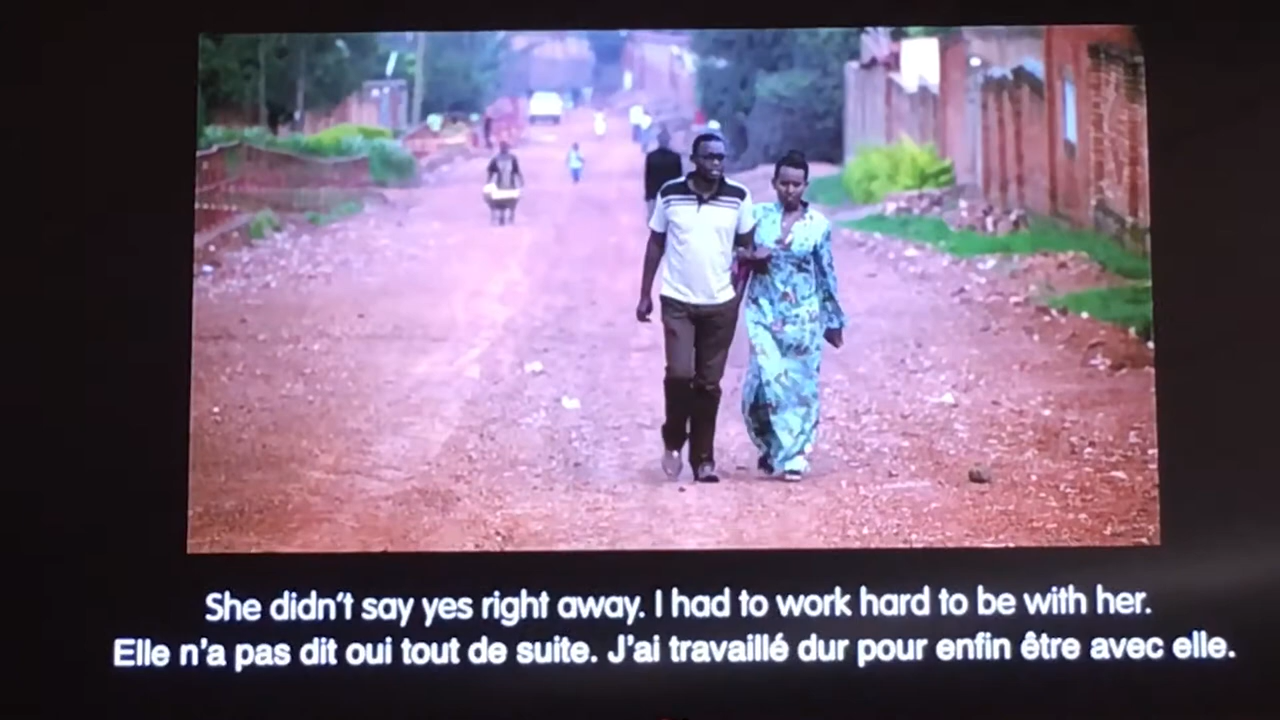 She didn't say yes right away. I had to work hard to be with her.
Elle n'a pas dit oui tout de suite. J'ai travaillé dur pour enfin être avec elle.